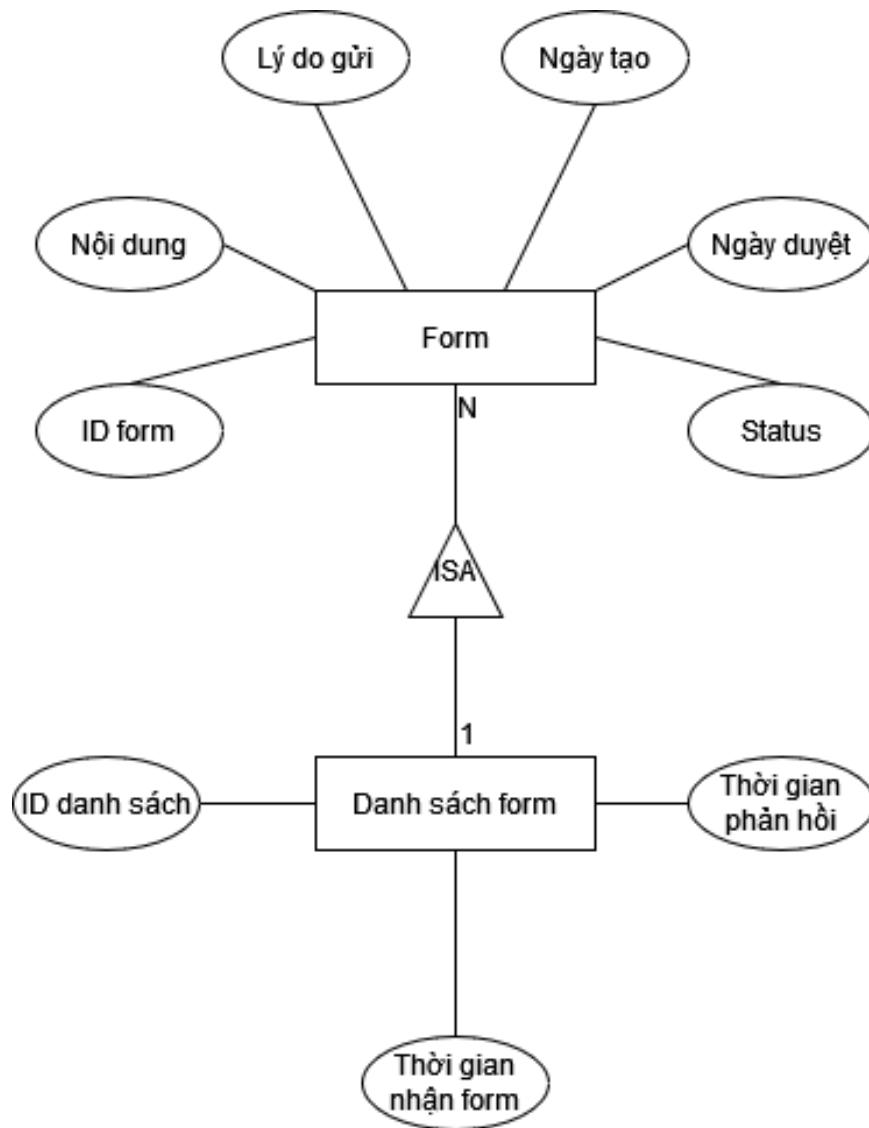 Lý do gửi
Ngày tạo
Nội dung
Ngày duyệt
Form
ID form
Status
N
ISA
1
ID danh sách
Danh sách form
Thời gian
phản hồi
Thời gian
nhận form